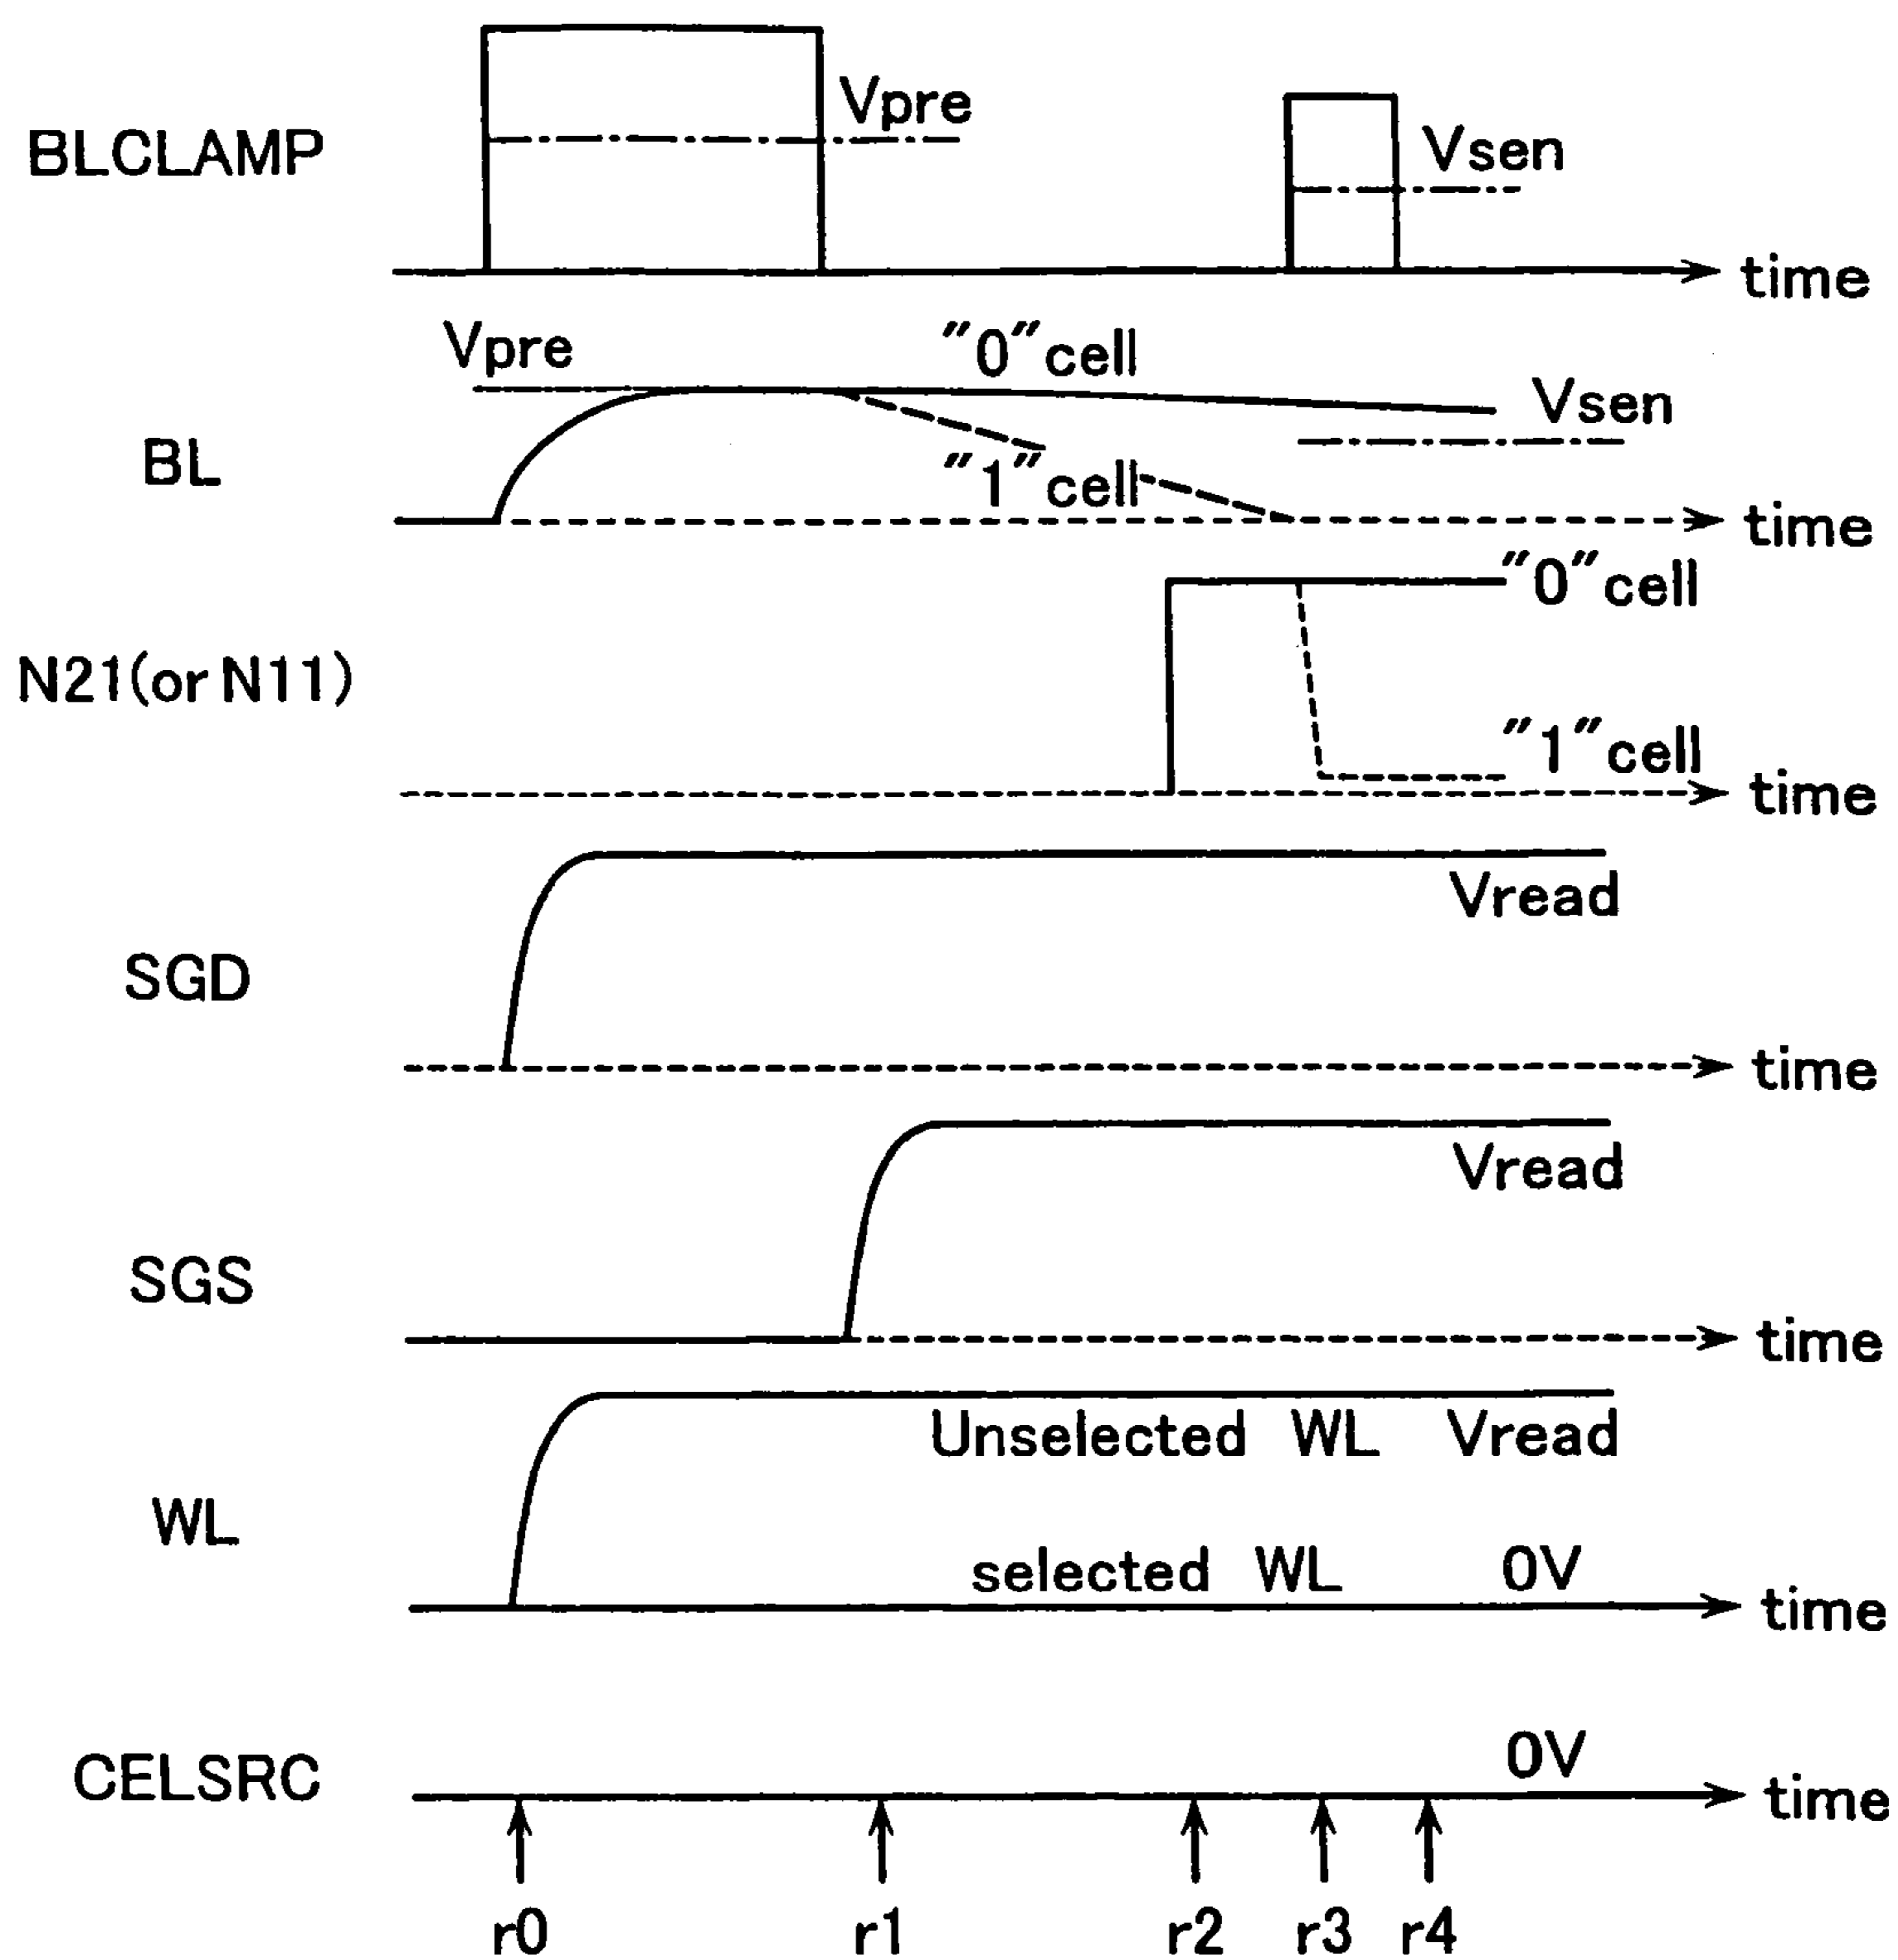 BLCLAMP
Vpre
Vsen
time
Vpre
"0"cell
Vsen
BL
"1"cell
time
"0"cell
N21(or N11)
"1"cell
time
Vread
SGD
time
Vread
SGS
time
Unselected WL Vread
WL
selected WL 0V
time
0V
CELSRC
time
r0 r1 r2 r3 r4